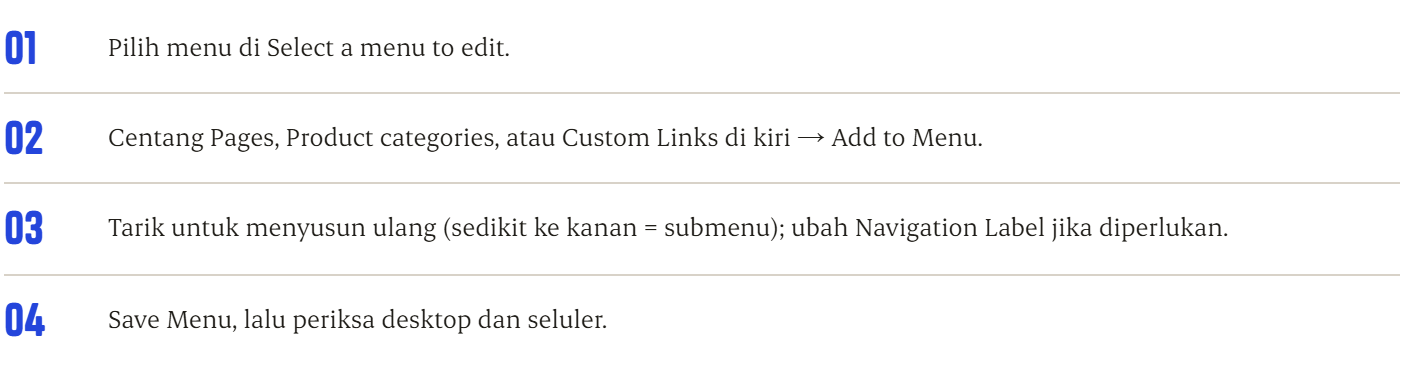 01 Pilih menu di Select a menu to edit.
02 Centang Pages, Product categories, atau Custom Links di kiri → Add to Menu.
03 Tarik untuk menyusun ulang (sedikit ke kanan = submenu); ubah Navigation Label jika diperlukan.
04 Save Menu, lalu periksa desktop dan seluler.